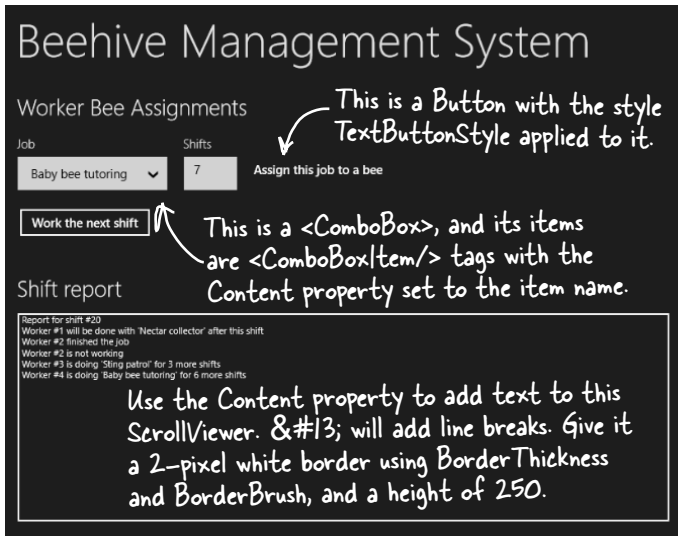 Beehive Management System
Worker Bee Assignments
This is a Button with the style
TextButtonStyle applied to it.
Job
Shifts
Baby bee tutoring
7
Assign this job to a bee
Work the next shift
This is a <ComboBox>, and its items
are <ComboBoxItem/> tags with the
Content property set to the item name.
Shift report
Report for shift #20
Worker #1 will be done with 'Nectar collector' after this shift
Worker #2 finished the job
Worker #2 is not working
Worker #3 is doing 'Sting patrol' for 3 more shifts
Worker #4 is doing 'Baby bee tutoring' for 6 more shifts
Use the Content property to add text to this
ScrollViewer. &#13; will add line breaks. Give it
a 2-pixel white border using BorderThickness
and BorderBrush, and a height of 250.